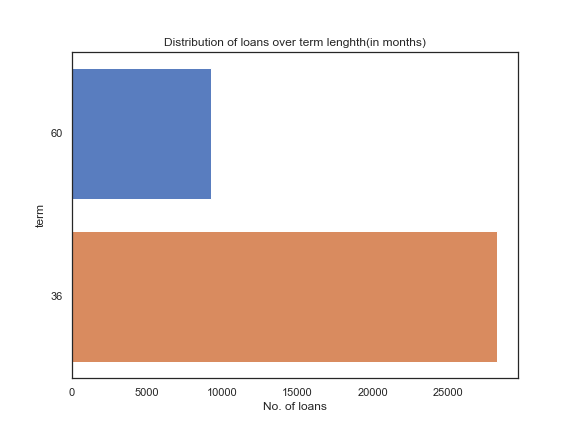 Distribution of loans over term lenghth(in months)
60
term
36
0 5000 10000 15000 20000 25000
No. of loans